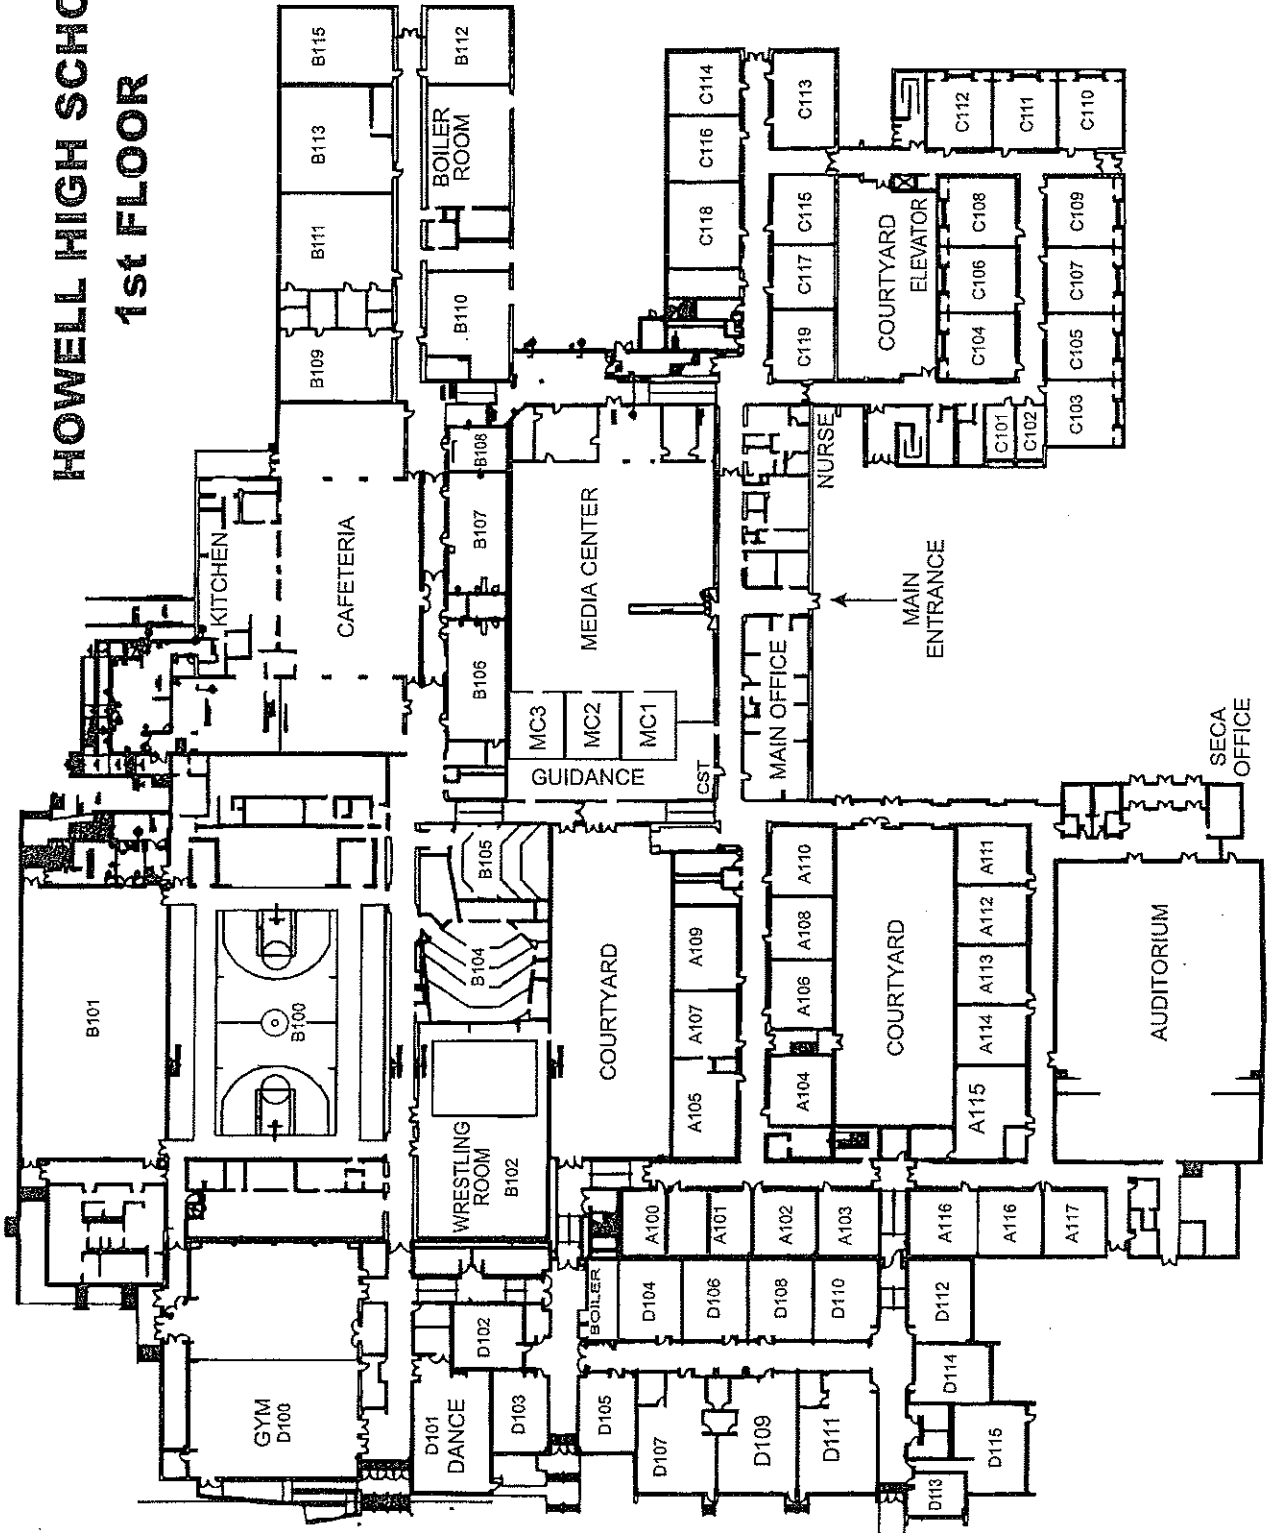 HOWELL HIGH SCHO
1st FLOOR
B101
B100
GYM
D100
KITCHEN
CAFETERIA
B109
B111
B113
B115
D101
DANCE
D102
D103
WRESTLING
ROOM
B102
B104
B105
B106
B107
B108
B110
BOILER
ROOM
B112
D105
BOILER
COURTYARD
GUIDANCE
MC3
MC2
MC1
MEDIA CENTER
CST
D107
D104
A100
A105
A107
A109
C118
C116
C114
D109
D106
A101
D108
A102
MAIN OFFICE
NURSE
D111
D110
A103
A104
A106
A108
A110
C119
C117
C115
C113
COURTYARD
COURTYARD
ELEVATOR
MAIN
ENTRANCE
D113
D114
D112
A116
D115
A115
A114
A113
A112
A111
C104
C106
C108
C112
A116
C101
C102
C111
A117
C103
C105
C107
C109
C110
AUDITORIUM
SECA
OFFICE